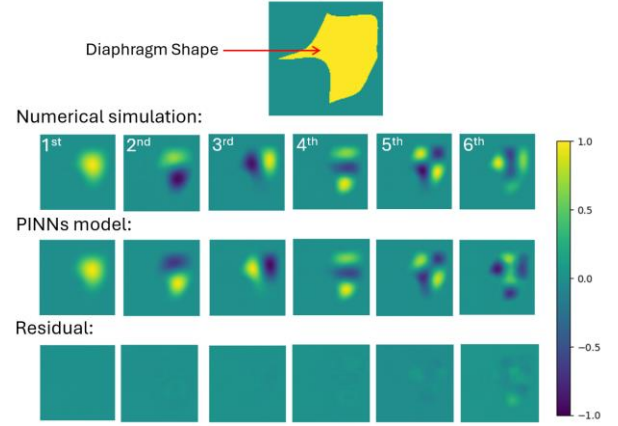 Diaphragm Shape
Numerical simulation:
1st 2nd 3rd 4th 5th 6th
PINNs model:
Residual:
1.0
0.5
0.0
−0.5
−1.0